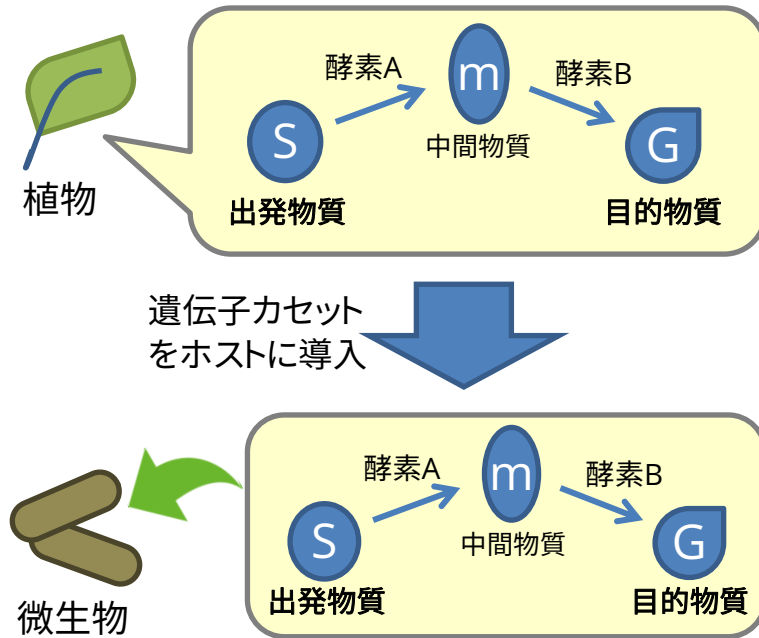 酵素A
m
酵素B
S
中間物質
G
植物
出発物質
目的物質
遺伝子カセット
をホストに導入
酵素A
m
酵素B
S
中間物質
G
出発物質
目的物質
微生物